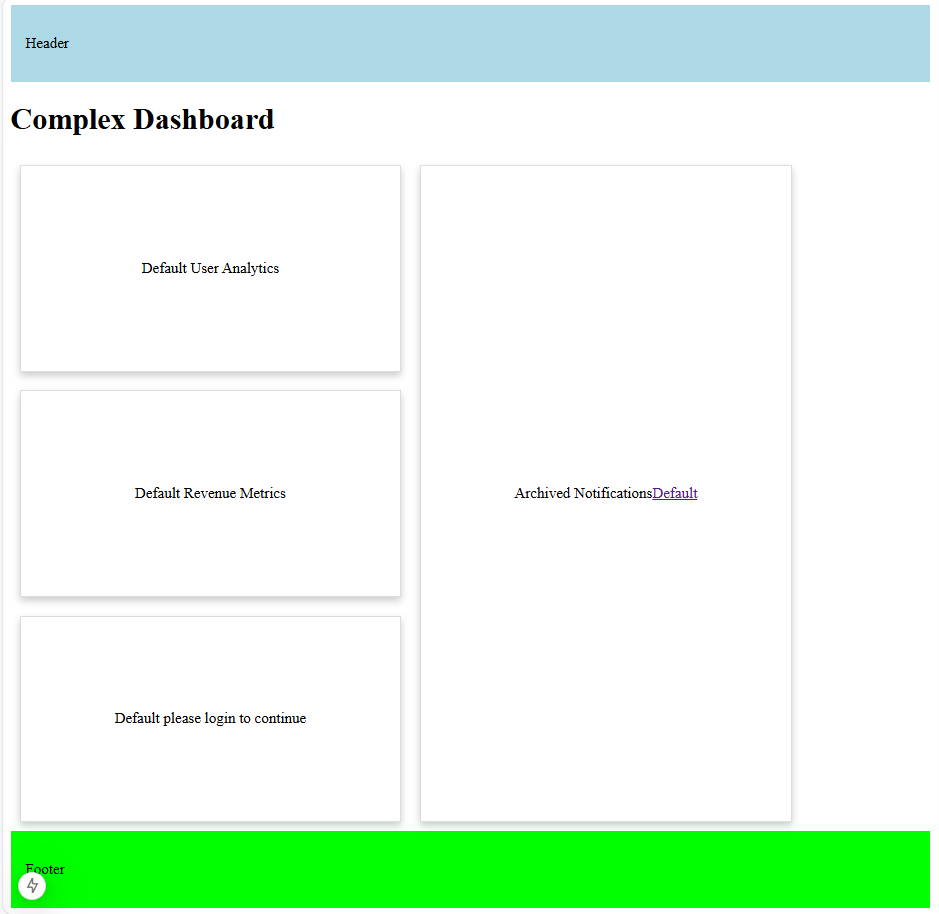 Header
Complex Dashboard
Default User Analytics
Default Revenue Metrics
Default please login to continue
Archived NotificationsDefault
Footer